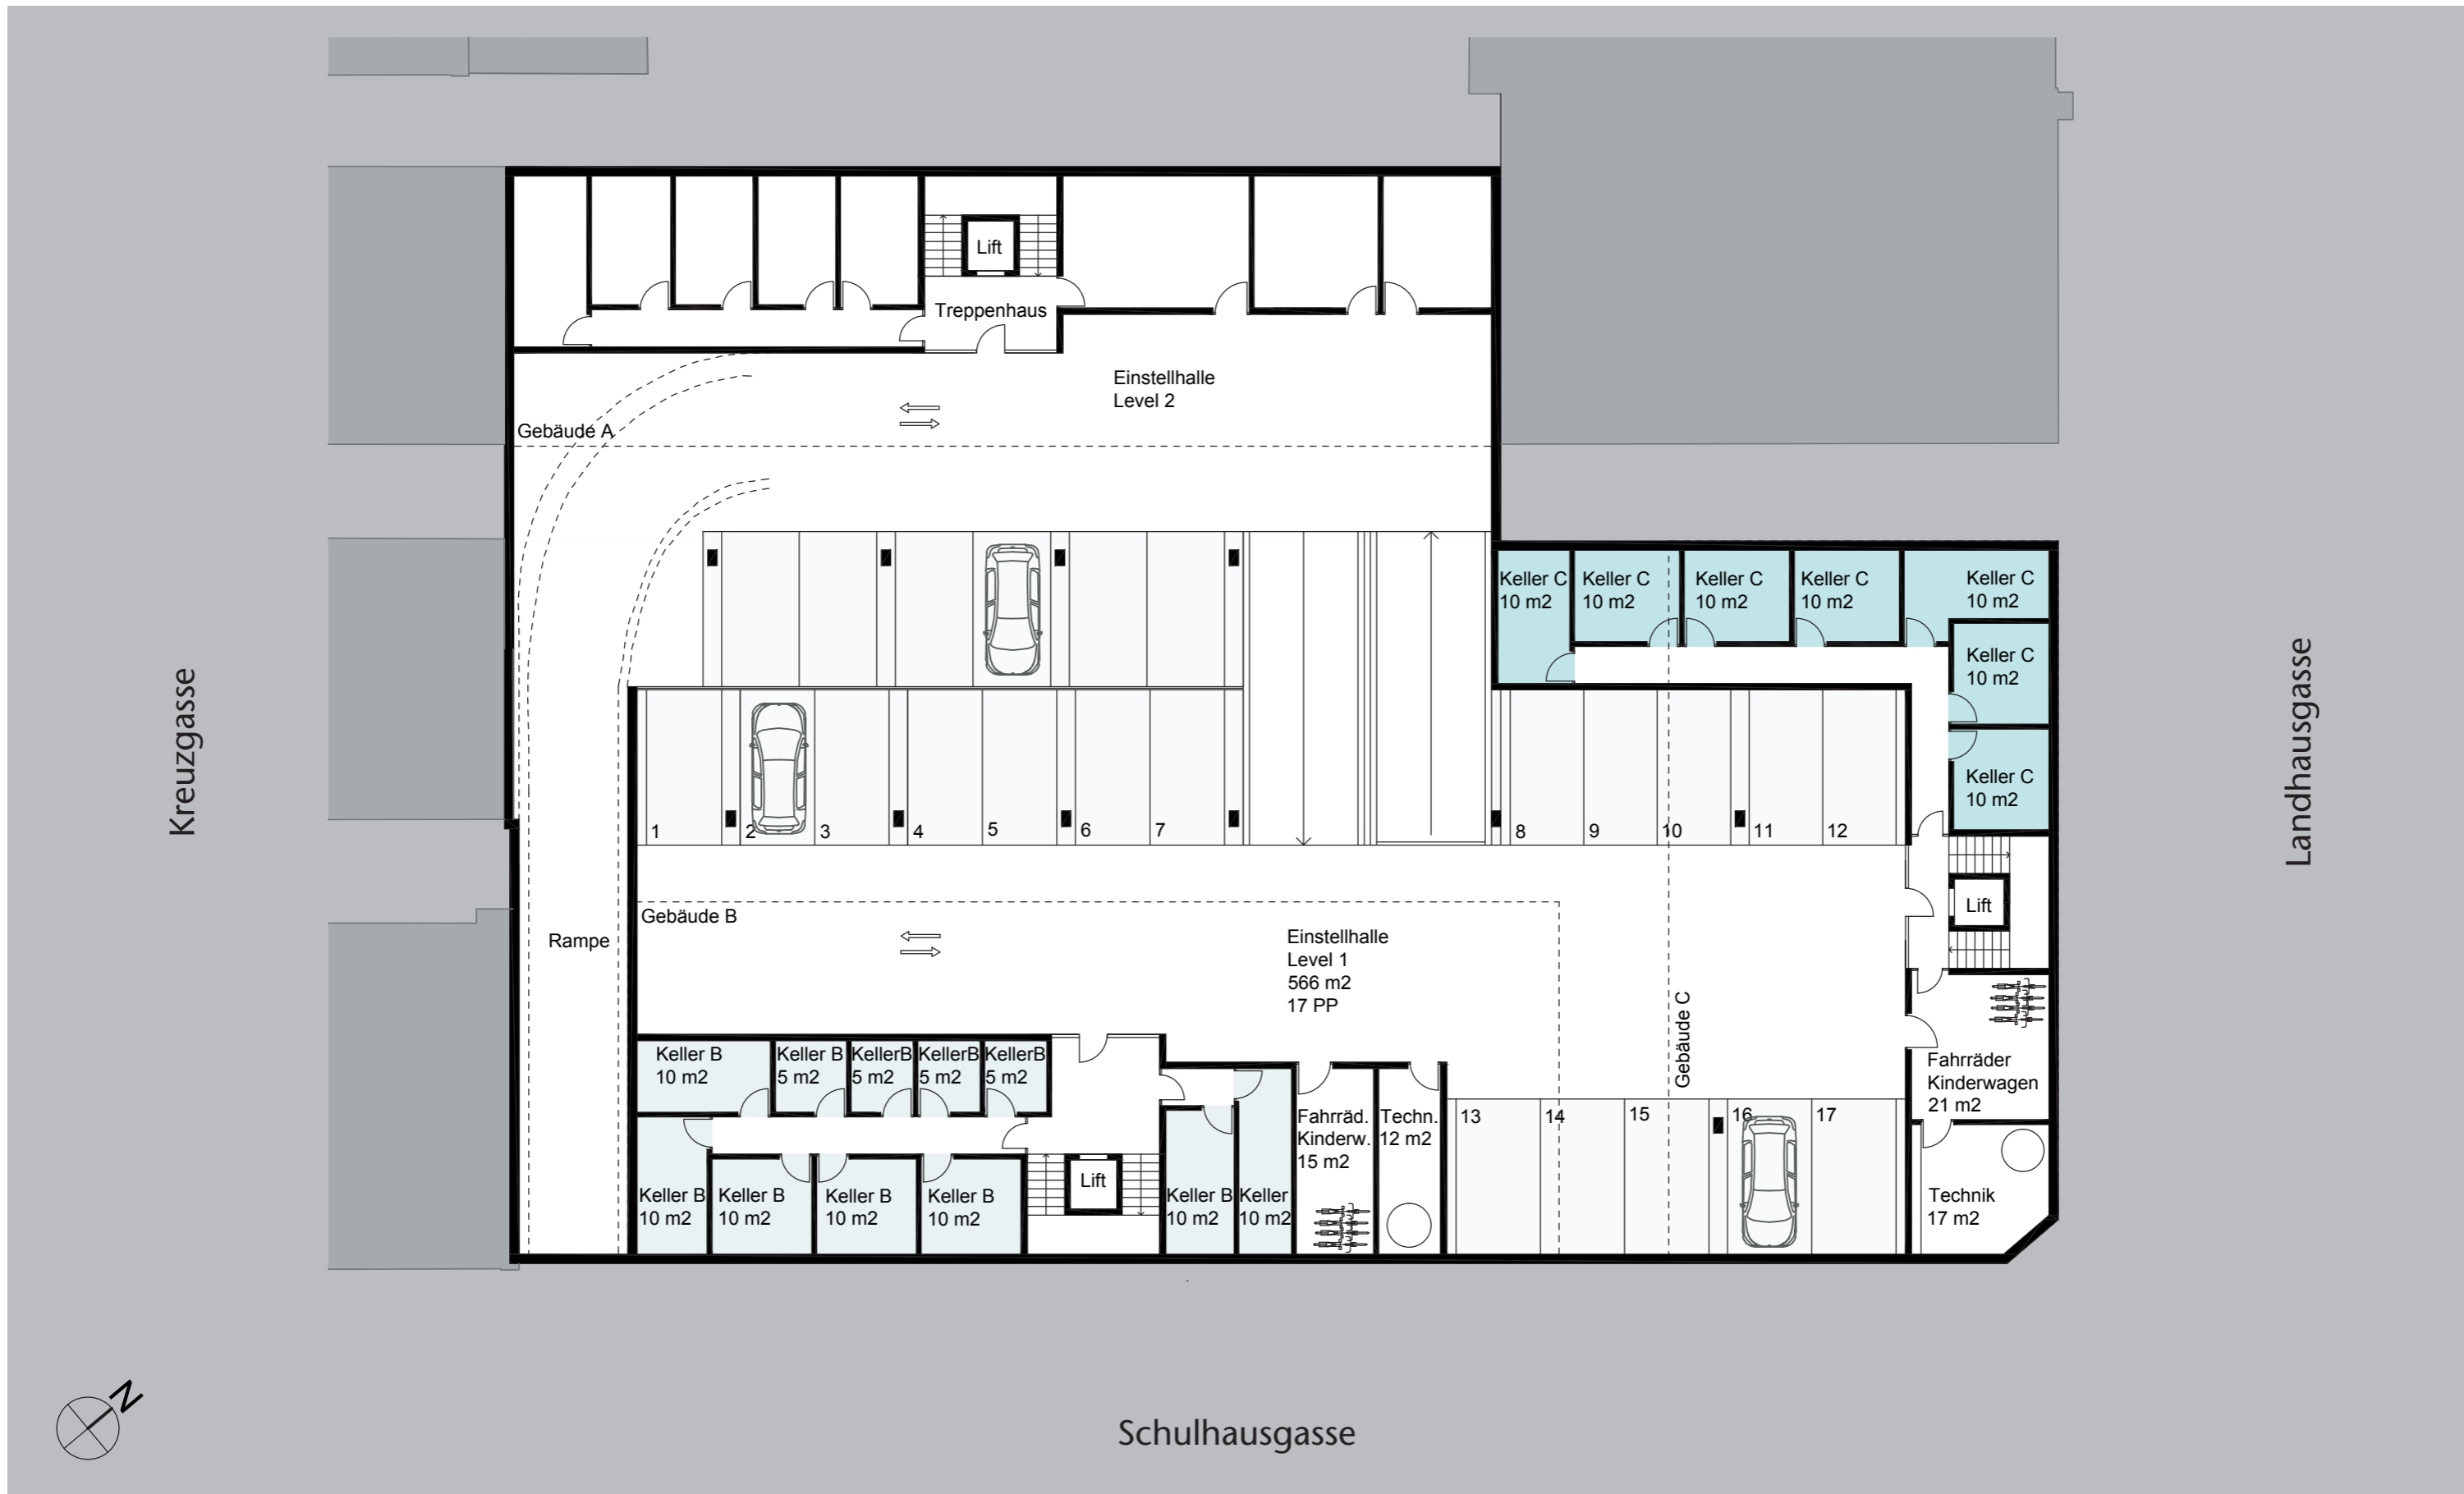 Lift
Treppenhaus
Einstellhalle
Level 2
Gebäude A
Keller C
10 m2
Keller C
10 m2
Keller C
10 m2
Keller C
10 m2
Keller C
10 m2
Keller C
10 m2
Keller C
10 m2
Kreuzgasse
Landhausgasse
1
2
3
4
5
6
7
8
9
10
11
12
Lift
Gebäude B
Rampe
Einstellhalle
Level 1
566 m2
17 PP
Gebäude C
Keller B
10 m2
Keller B
5 m2
KellerB
5 m2
KellerB
5 m2
KellerB
5 m2
Fahrräder
Kinderwagen
21 m2
Fahrräd.
Kinderw.
15 m2
Techn.
12 m2
13
14
15
16
17
Lift
Keller B
10 m2
Keller B
10 m2
Keller B
10 m2
Keller B
10 m2
Keller B
10 m2
Keller
10 m2
Technik
17 m2
N
Schulhausgasse